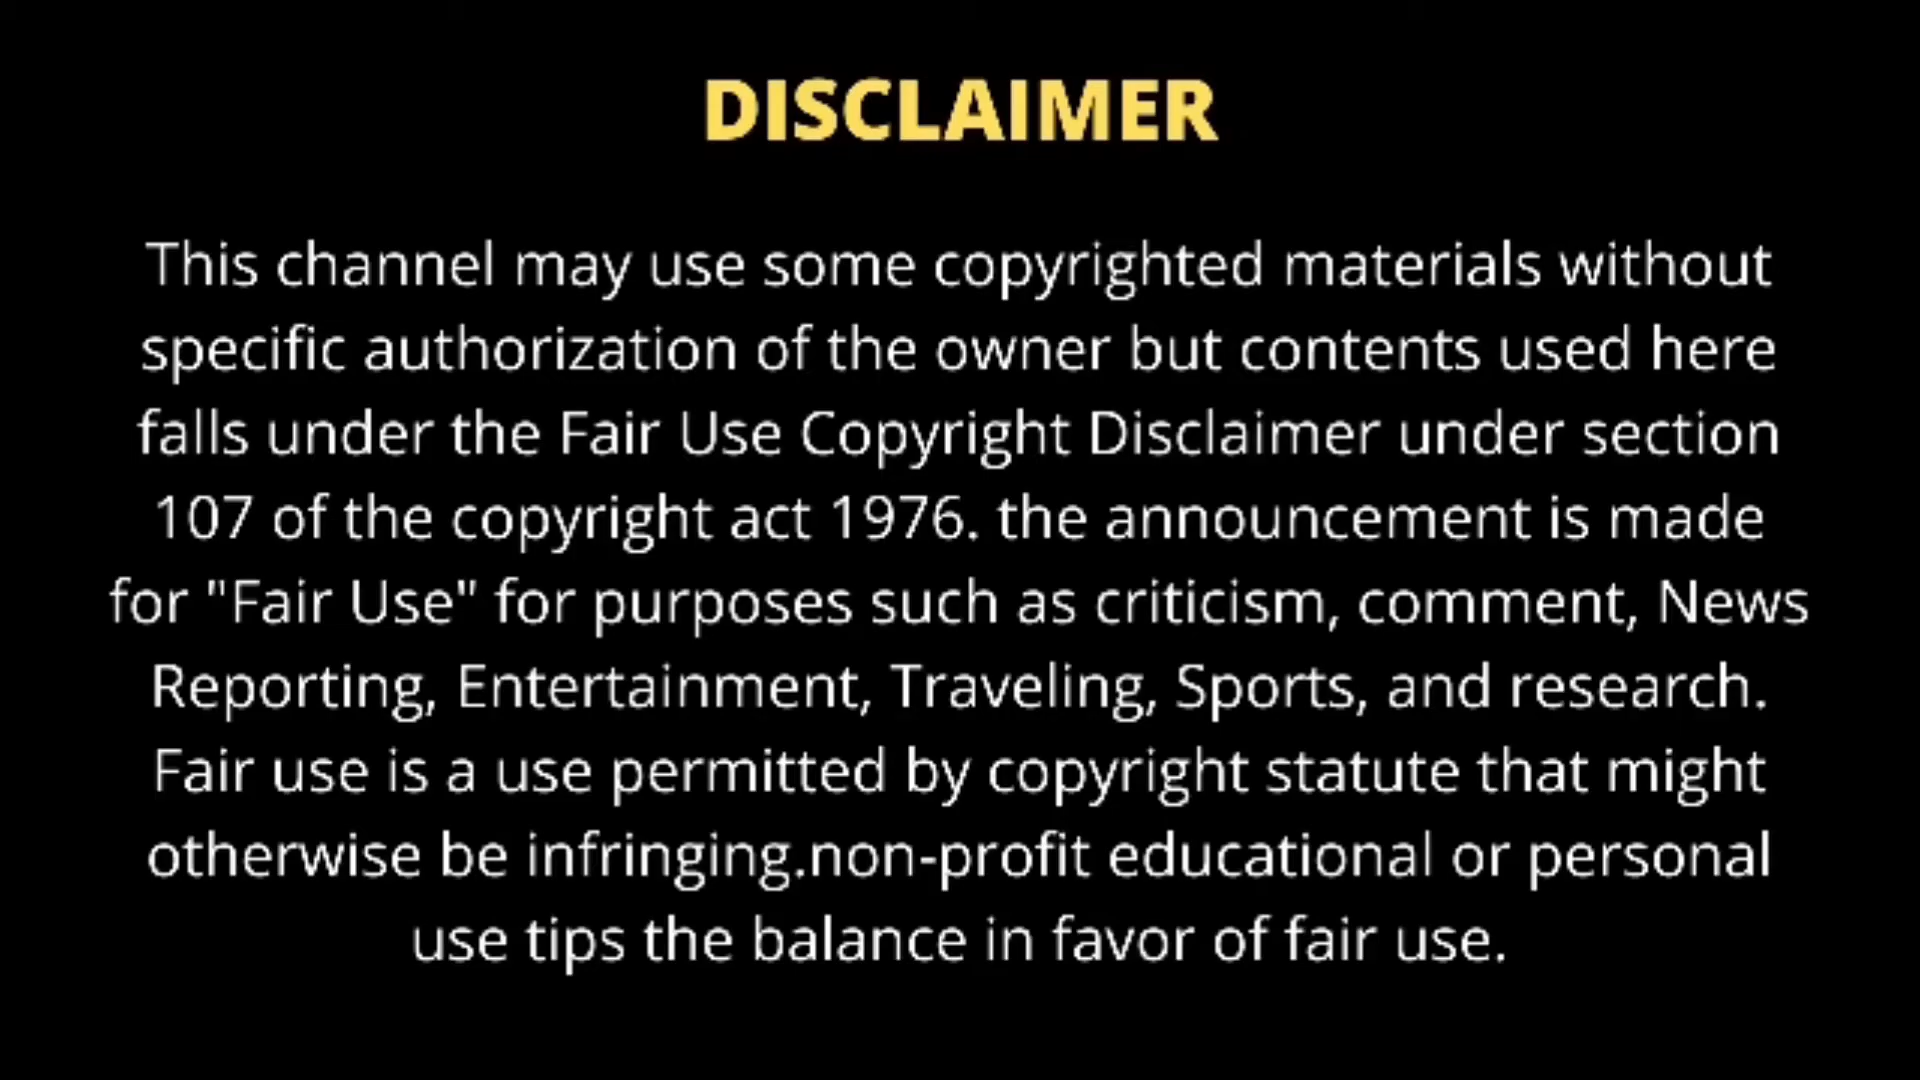 DISCLAIMER
This channel may use some copyrighted materials without
specific authorization of the owner but contents used here
falls under the Fair Use Copyright Disclaimer under section
107 of the copyright act 1976. the announcement is made
for "Fair Use" for purposes such as criticism, comment, News
Reporting, Entertainment, Traveling, Sports, and research.
Fair use is a use permitted by copyright statute that might
otherwise be infringing.non-profit educational or personal
use tips the balance in favor of fair use.